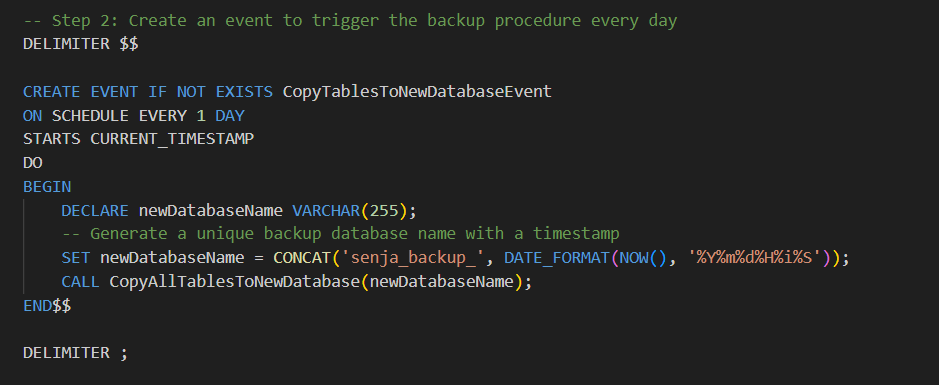 -- Step 2: Create an event to trigger the backup procedure every day
DELIMITER $$
CREATE EVENT IF NOT EXISTS CopyTablesToNewDatabaseEvent
ON SCHEDULE EVERY 1 DAY
STARTS CURRENT_TIMESTAMP
DO
BEGIN
    DECLARE newDatabaseName VARCHAR(255);
    -- Generate a unique backup database name with a timestamp
    SET newDatabaseName = CONCAT('senja_backup_', DATE_FORMAT(NOW(), '%Y%m%d%H%i%S'));
    CALL CopyAllTablesToNewDatabase(newDatabaseName);
END$$
DELIMITER ;